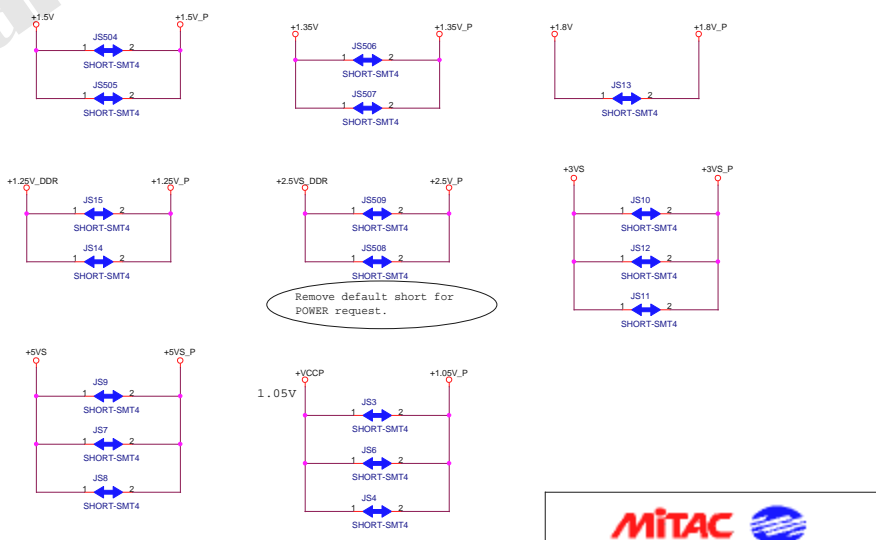 +1.5V +1.5V_P
JS504
1 2
SHORT-SMT4
JS505
1 2
SHORT-SMT4
+1.35V +1.35V_P
JS506
1 2
SHORT-SMT4
JS507
1 2
SHORT-SMT4
+1.8V +1.8V_P
JS13
1 2
SHORT-SMT4
+1.25V_DDR +1.25V_P
JS15
1 2
SHORT-SMT4
JS14
1 2
SHORT-SMT4
+2.5VS_DDR +2.5V_P
JS509
1 2
SHORT-SMT4
JS508
1 2
SHORT-SMT4
Remove default short for
POWER request.
+3VS +3VS_P
JS10
1 2
SHORT-SMT4
JS12
1 2
SHORT-SMT4
JS11
1 2
SHORT-SMT4
+5VS +5VS_P
JS9
1 2
SHORT-SMT4
JS7
1 2
SHORT-SMT4
JS8
1 2
SHORT-SMT4
+VCCP +1.05V_P
1.05V
JS3
1 2
SHORT-SMT4
JS6
1 2
SHORT-SMT4
JS4
1 2
SHORT-SMT4
MiTAC